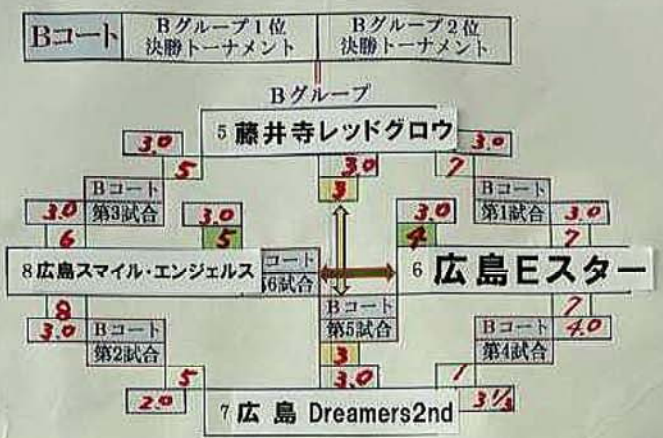 Bコート
Bグループ1位
決勝トーナメント
Bグループ2位
決勝トーナメント
Bグループ
5 藤井寺レッドグロウ
3.0
5
3.0
3
3.0
7
Bコート
第3試合
Bコート
第1試合
3.0
6
3.0
5
3.0
4
3.0
7
8 広島スマイル・エンジェルス
コート
第6試合
6 広島Eスター
8
3.0
Bコート
第2試合
Bコート
第5試合
7
4.0
Bコート
第4試合
5
2.0
3
3.0
1
3 1/3
7 広島 Dreamers2nd